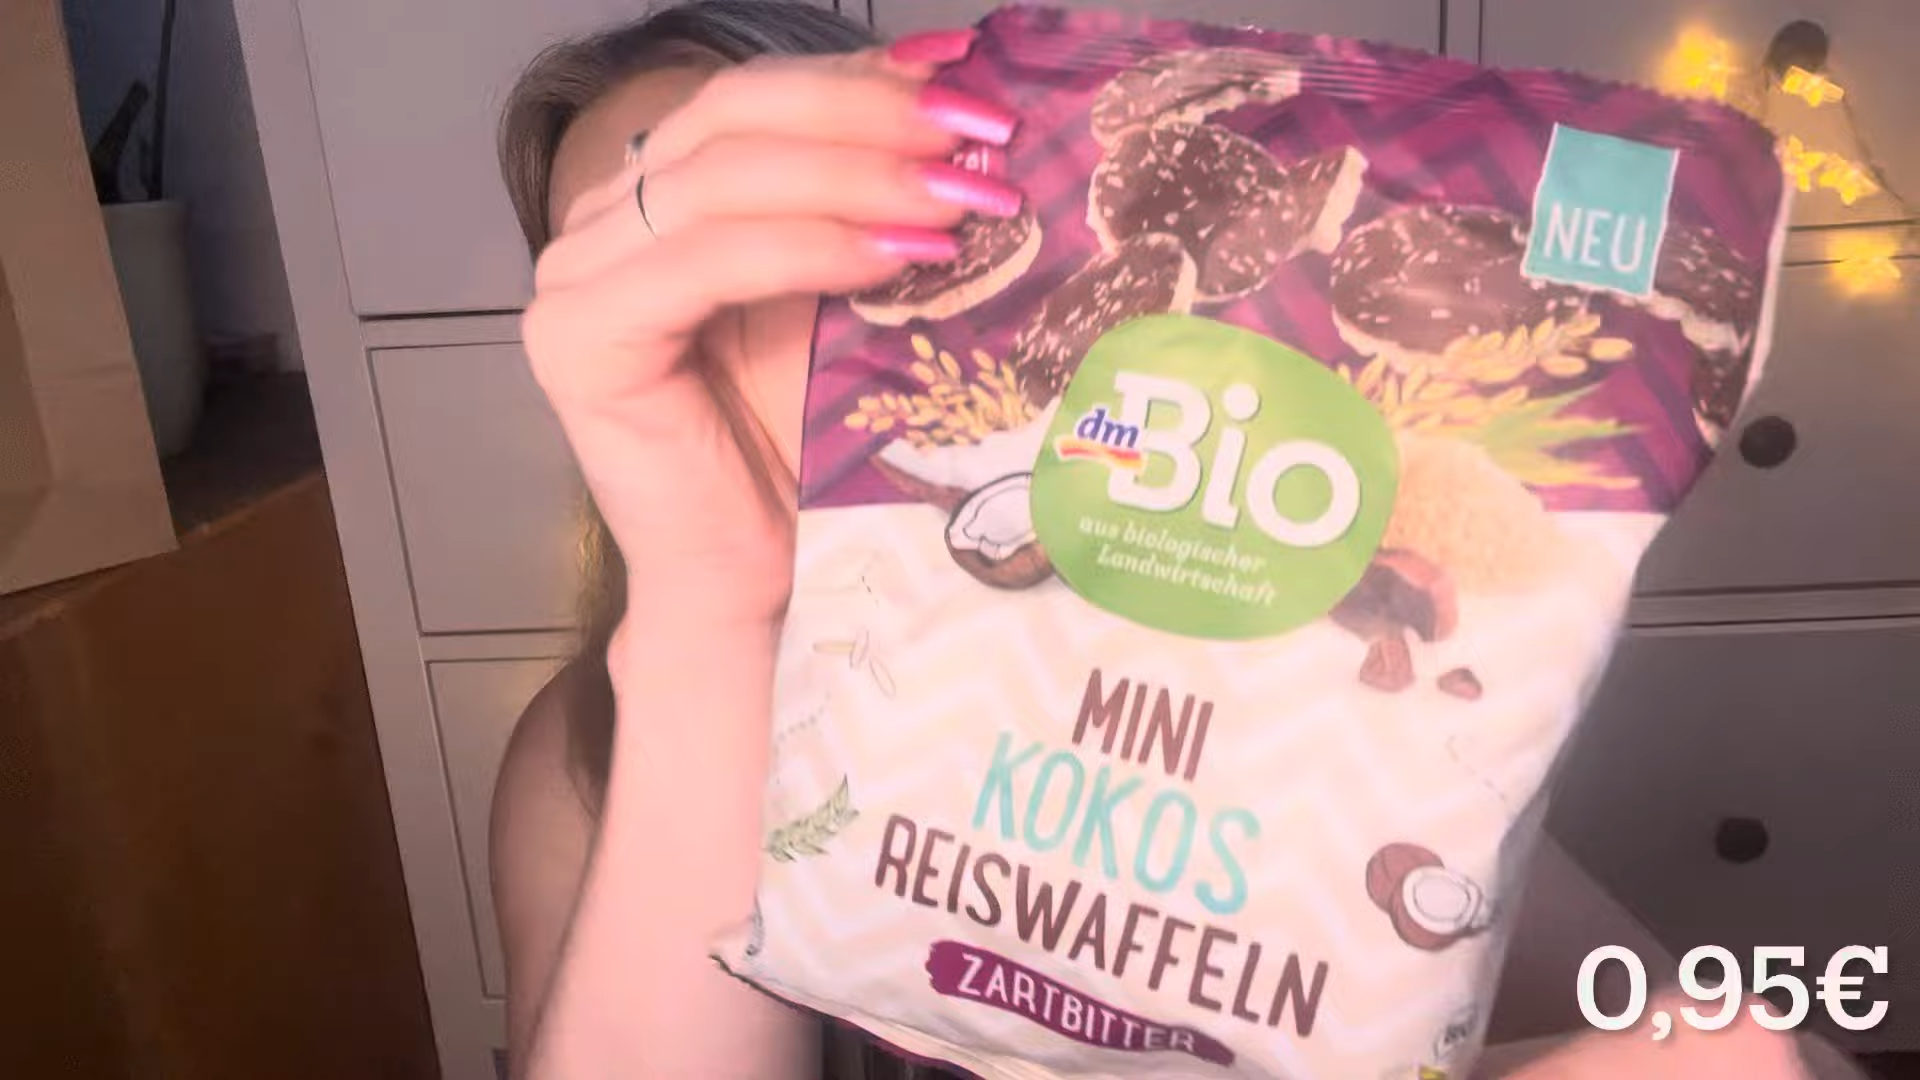 NEU
dm
Bio
aus biologischer
Landwirtschaft
MINI
KOKOS
REISWAFFELN
ZARTBITTER
0,95€